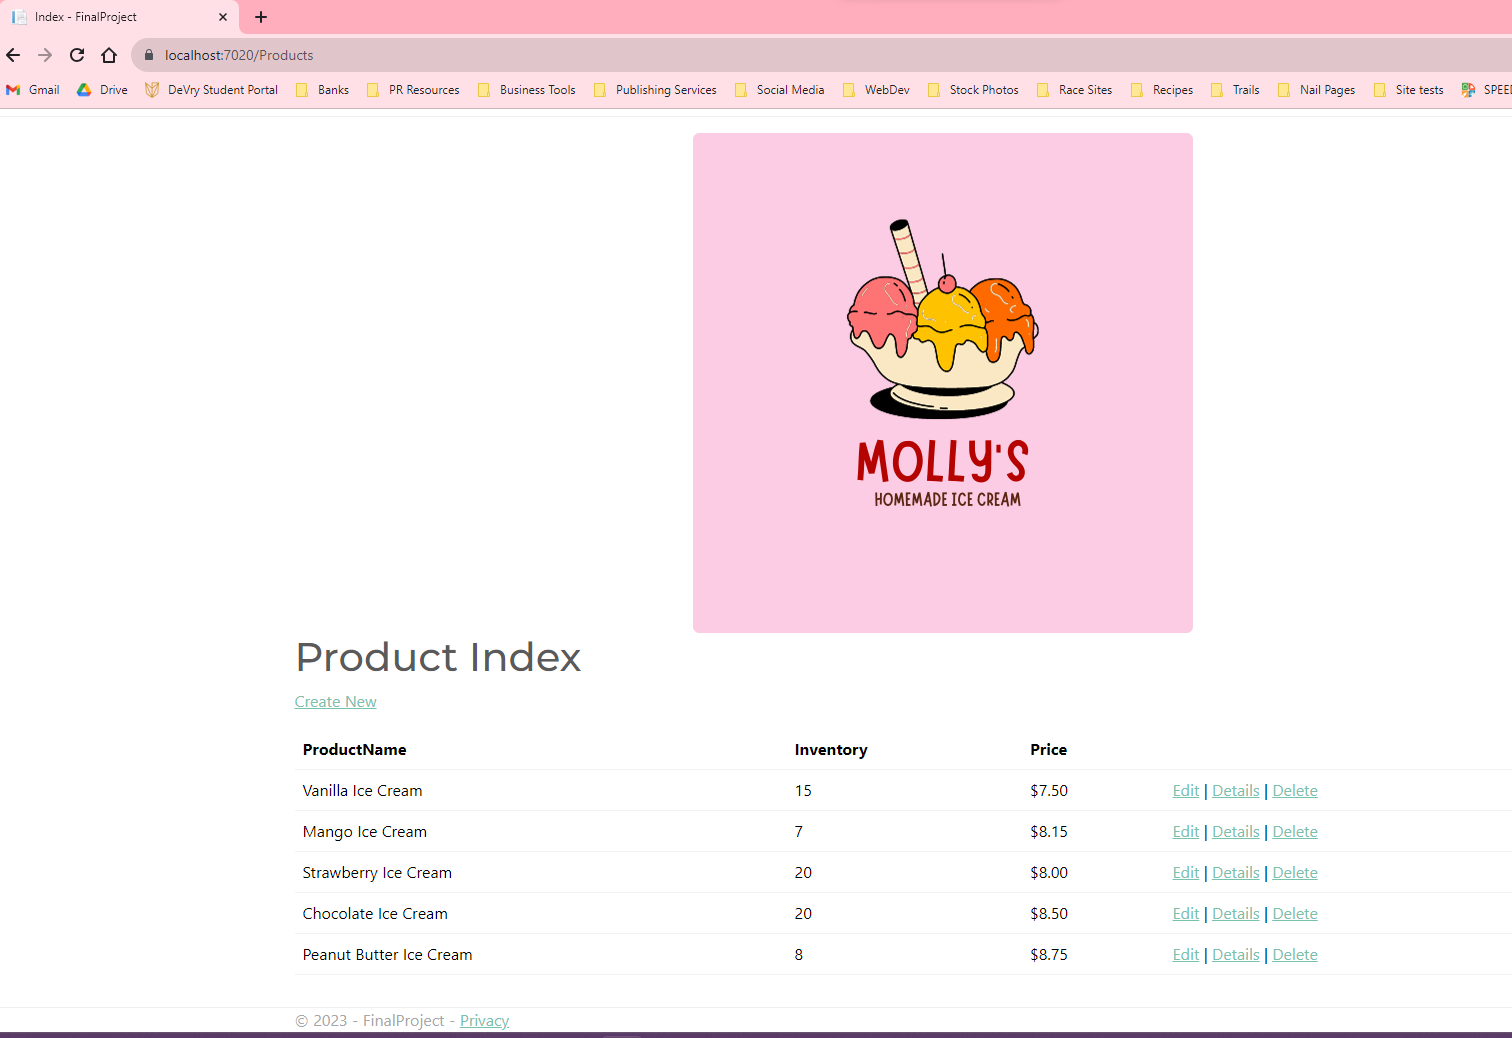 Index - FinalProject
localhost:7020/Products
Gmail Drive DeVry Student Portal Banks PR Resources Business Tools Publishing Services Social Media WebDev Stock Photos Race Sites Recipes Trails Nail Pages Site tests
MOLLY'S
HOMEMADE ICE CREAM
Product Index
Create New
ProductName Inventory Price
Vanilla Ice Cream 15 $7.50 Edit | Details | Delete
Mango Ice Cream 7 $8.15 Edit | Details | Delete
Strawberry Ice Cream 20 $8.00 Edit | Details | Delete
Chocolate Ice Cream 20 $8.50 Edit | Details | Delete
Peanut Butter Ice Cream 8 $8.75 Edit | Details | Delete
© 2023 - FinalProject - Privacy